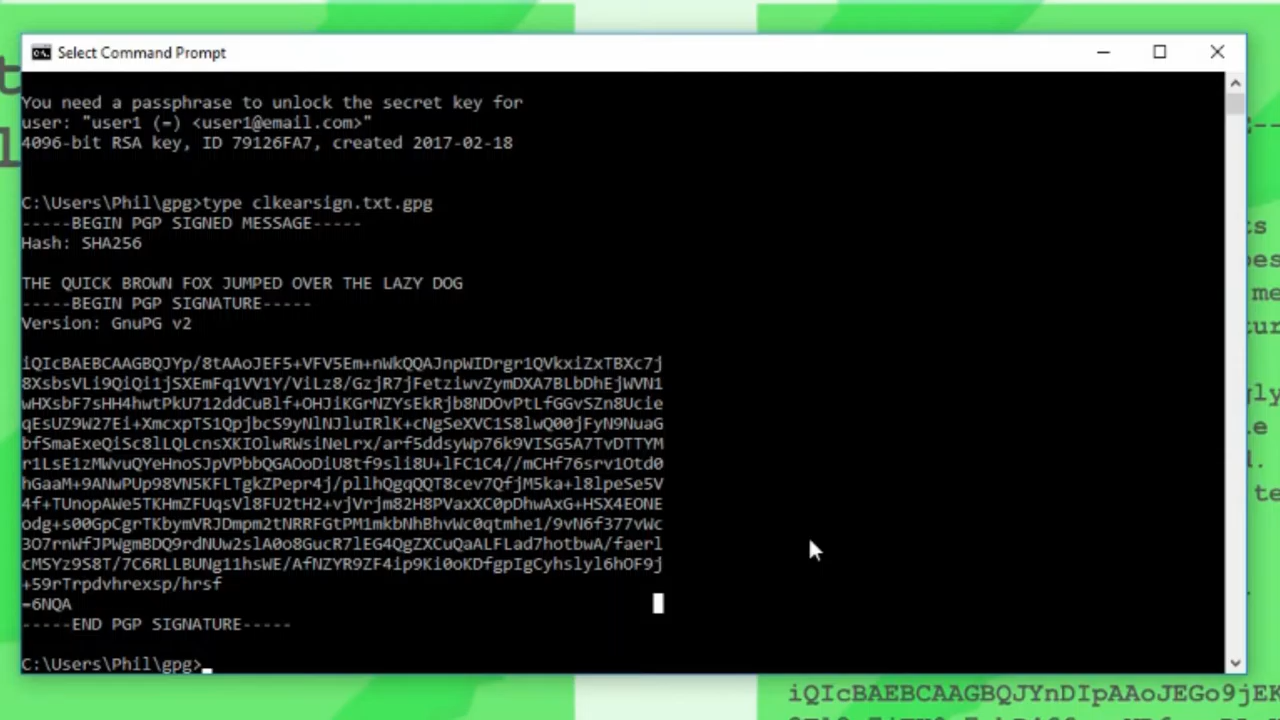 Select Command Prompt
You need a passphrase to unlock the secret key for
user: "user1 (=) <user1@email.com>"
4096-bit RSA key, ID 79126FA7, created 2017-02-18
C:\Users\Phil\gpg>type clkearsign.txt.gpg
-----BEGIN PGP SIGNED MESSAGE-----
Hash: SHA256
THE QUICK BROWN FOX JUMPED OVER THE LAZY DOG
-----BEGIN PGP SIGNATURE-----
Version: GnuPG v2
iQIcBAEBCAAGBQJYp/8tAAoJEF5+VFV5Em+nWkQQAJnpWIDrgr1QVkxiZxTBXc7j
8XsbsVLi9QiQi1jSXEmFq1VV1Y/ViLz8/GzjR7jFetziwvZymDXA7BLbDhEjWVN1
wHXsbF7sHH4hwtPkU712ddCuBlf+OHJiKGrNZYsEkRjb8NDOvPtLfGGvSZn8Ucie
qEsUZ9W27Ei+XmcxpTS1QpjbcS9yNlNJluIRlK+cNgSeXVC1S8lwQ00jFyN9NuaG
bfSmaExeQiSc8lLQLcnsXKIOlwRWsiNeLrx/arf5ddsyWp76k9VISG5A7TvDTTYM
r1LsE1zMWvuQYeHnoSJpVPbbQGAOoDiU8tf9sli8U+lFC1C4//mCHf76srv1Otd0
hGaaM+9ANwPUp98VN5KFLTgkZPepr4j/pllhQgqQQT8cev7QfjM5ka+l8lpeSe5V
4f+TUnopAWe5TKHmZFUqsVl8FU2tH2+vjVrjm82H8PVaxXC0pDhwAxG+HSX4EONE
odg+s00GpCgrTKbymVRJDmpm2tNRRFGtPM1mkbNhBhvWc0qtmhe1/9vN6f377vWc
3O7rnWfJPWgmBDQ9rdNUw2slA0o8GucR7lEG4QgZXCuQaALFLad7hotbwA/faerl
cMSYz9S8T/7C6RLLBUNg11hsWE/AfNZYR9ZF4ip9Ki0oKDfgpIgCyhslyl6hOF9j
+59rTrpdvhrexsp/hrsf
=6NQA
-----END PGP SIGNATURE-----
C:\Users\Phil\gpg>
iQIcBAEBCAAGBQJYnDIpAAoJEGo9jEK